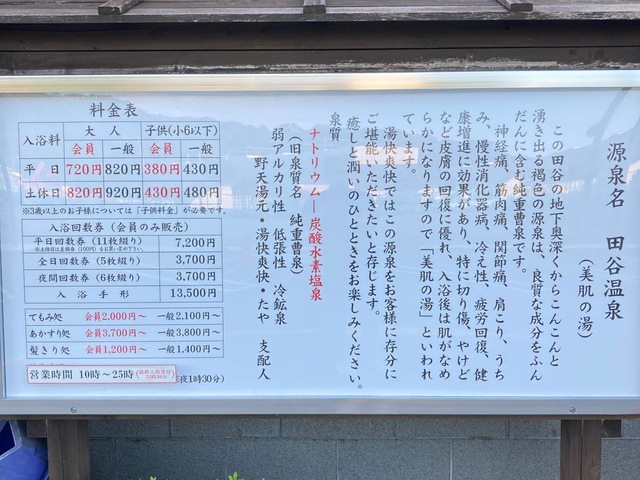 源泉名　田谷温泉
（美肌の湯）
この田谷の地下奥深くからこんこんと
湧き出る褐色の源泉は、良質な成分をふん
だんに含む純重曹泉です。
神経痛、筋肉痛、関節痛、肩こり、うち
み、慢性消化器病、冷え性、疲労回復、健
康増進に効果があり、特に切り傷、やけど
など皮膚の回復に優れ、入浴後は肌がなめ
らかになりますので「美肌の湯」といわれ
ています。
湯快爽快ではこの源泉をお客様に存分に
ご堪能いただきたいと存じます。
癒しと潤いのひとときをお楽しみください。
泉質
ナトリウム―炭酸水素塩泉
（旧泉質名　純重曹泉）
弱アルカリ性　低張性　冷鉱泉
野天湯元・湯快爽快・たや　支配人
料金表
入浴料　大人　子供（小6以下）
会員　一般　会員　一般
平日　720円　820円　380円　430円
土休日　820円　920円　430円　480円
※3歳以上のお子様については「子供料金」が必要です。
入浴回数券（会員のみ販売）
平日回数券（11枚綴り）　7,200円
全日回数券（5枚綴り）　3,700円
夜間回数券（6枚綴り）　3,700円
入浴手形　13,500円
てもみ処　会員2,000円～　一般2,100円～
あかすり処　会員3,700円～　一般3,800円～
髪きり処　会員1,200円～　一般1,400円～
営業時間　10時～25時
夜1時30分）